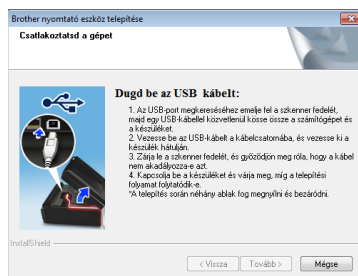 Brother nyomtató eszköz telepítése
Csatlakoztatsd a gépet
Dugd be az USB kábelt:
1. Az USB-port megkereséséhez emelje fel a szkenner fedelét,
majd egy USB-kábellel közvetlenül kösse össze a számítógépet és
a készüléket.
2. Vezesse be az USB-kábelt a kábelcsatornába, és vezesse ki a
készülék hátulján.
3. Zárja le a szkenner fedelét, és győződjön meg róla, hogy a kábel
nem akadályozza-e azt.
4. Kapcsolja be a készüléket és várja meg, míg a telepítési
folyamat folytatódik-e.
*A telepítés során néhány ablak fog megnyílni és bezáródni.
InstallShield
< Vissza
Tovább >
Mégse